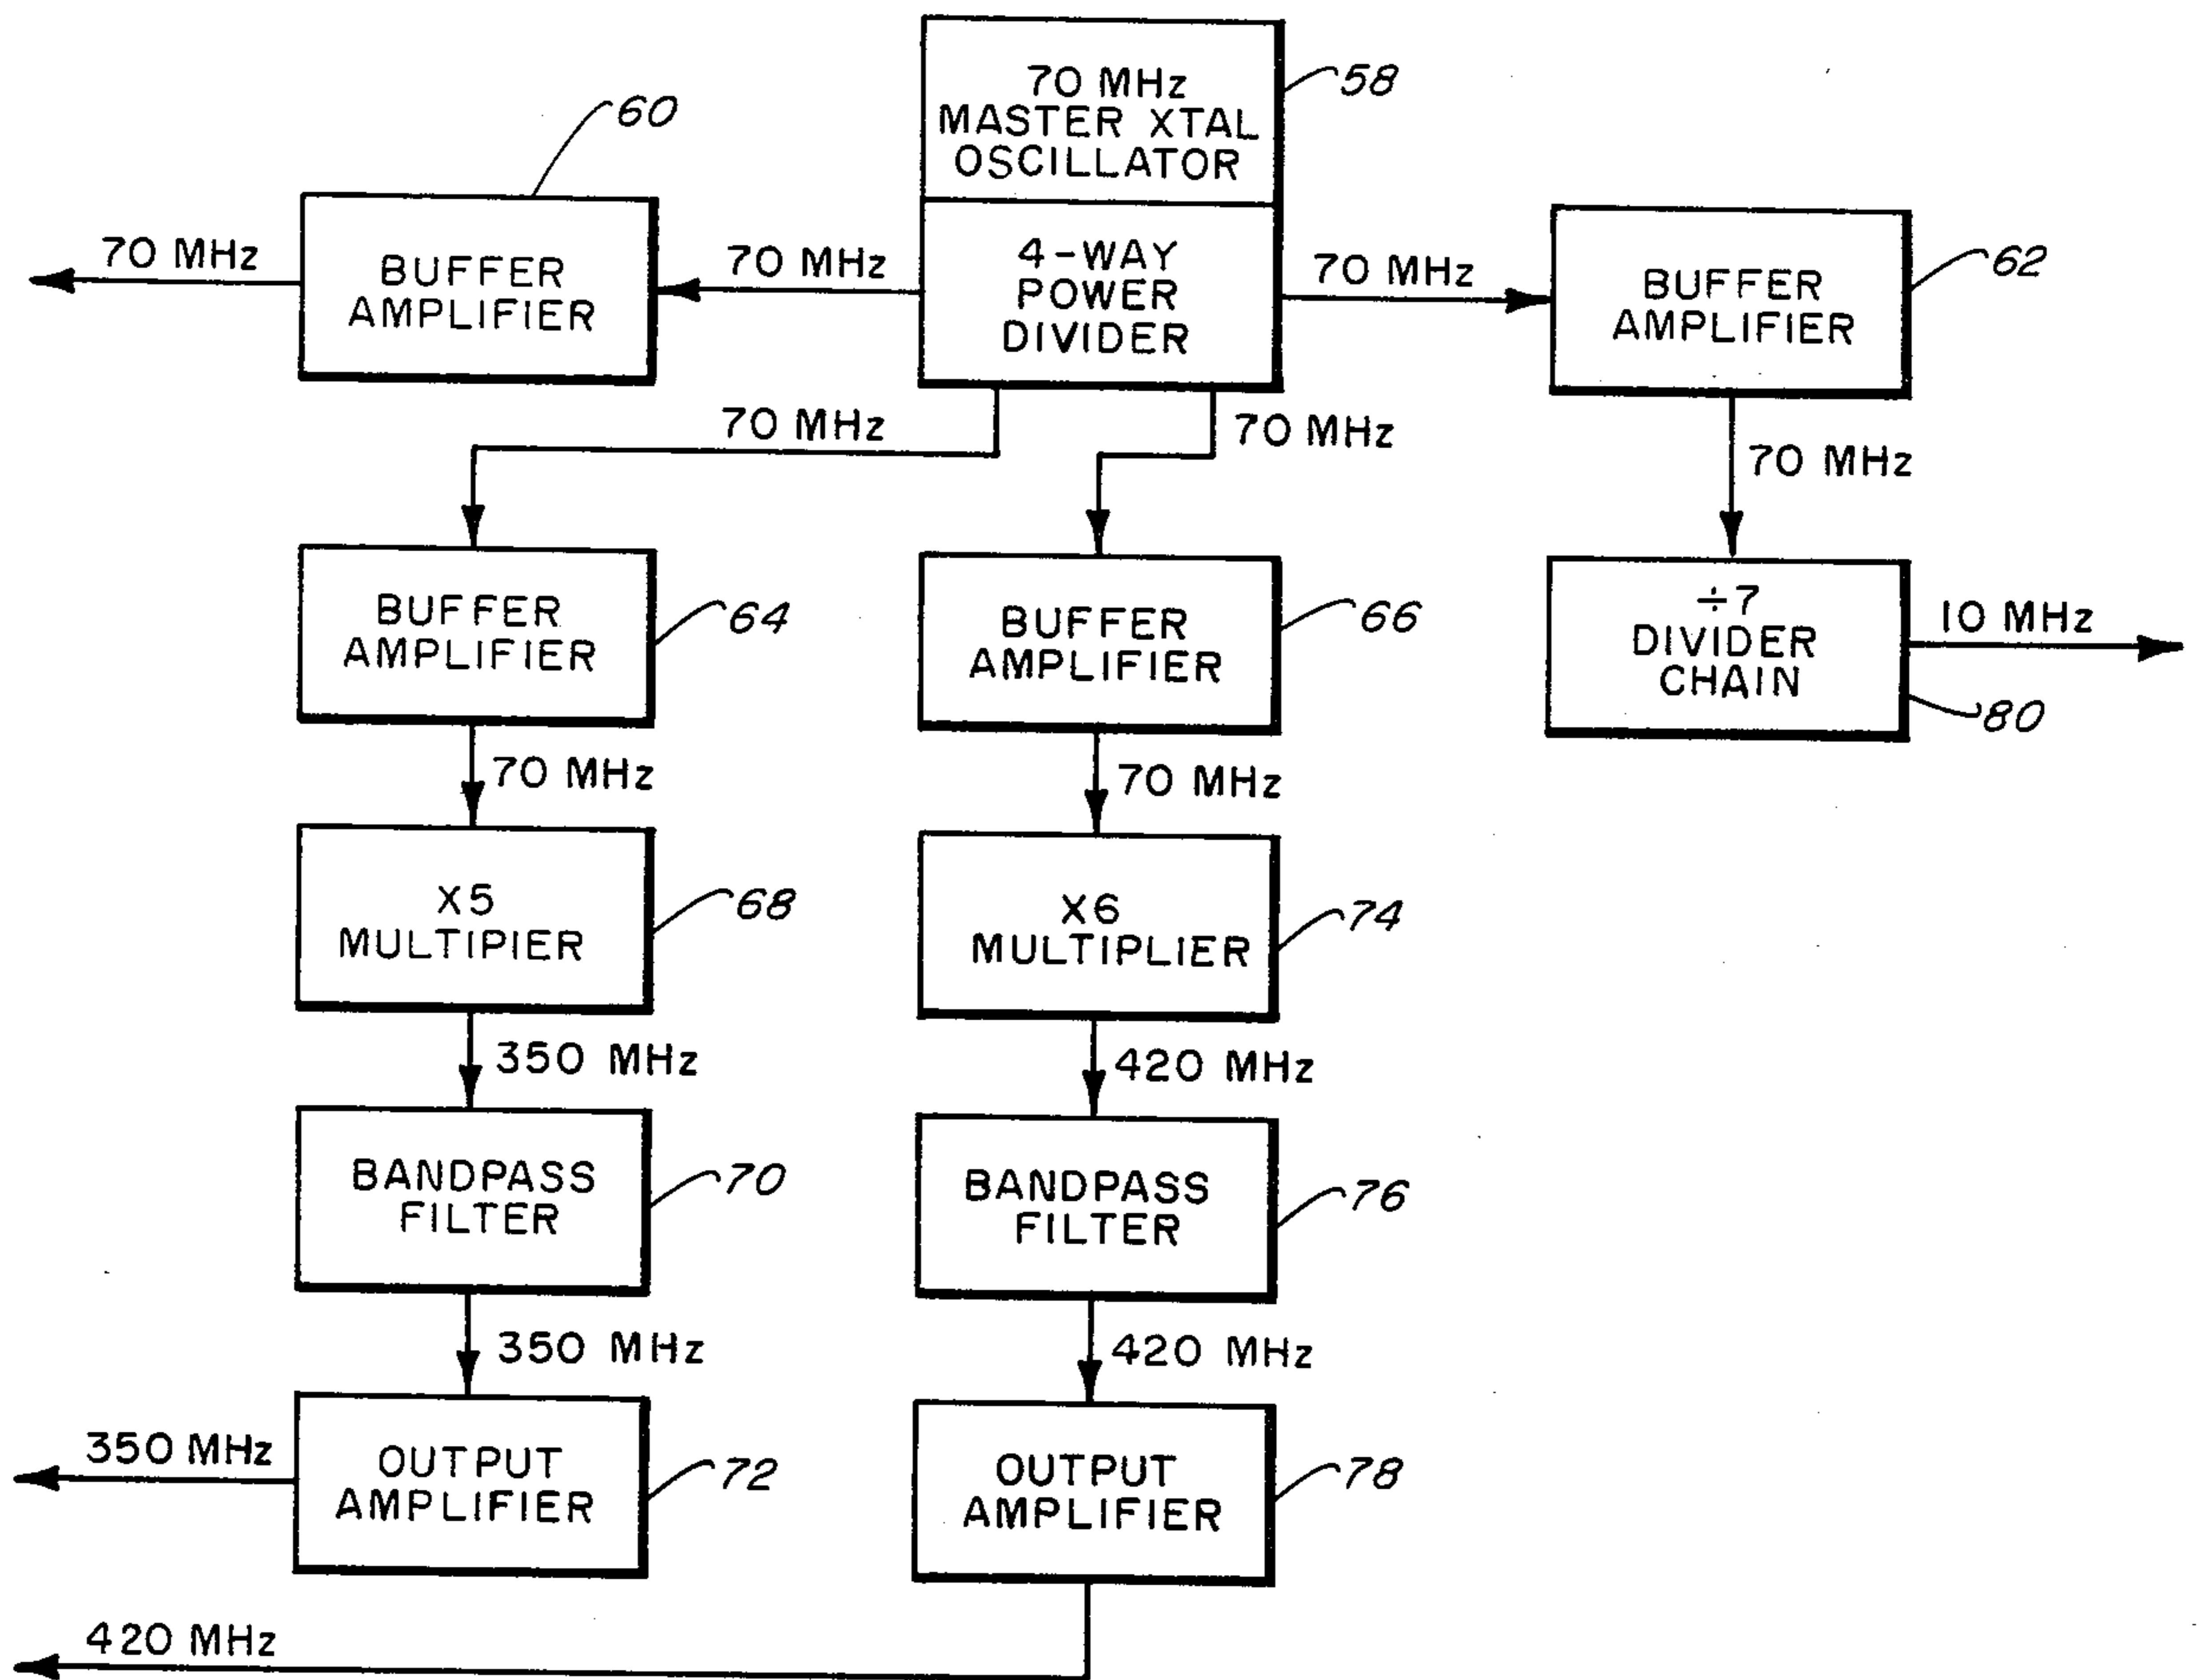 70 MHz
MASTER XTAL
OSCILLATOR
58
60
70 MHz
BUFFER
AMPLIFIER
70 MHz
4-WAY
POWER
DIVIDER
70 MHz
BUFFER
AMPLIFIER
62
70 MHz
70 MHz
70 MHz
BUFFER
AMPLIFIER
64
BUFFER
AMPLIFIER
66
÷7
DIVIDER
CHAIN
10 MHz
80
70 MHz
70 MHz
X5
MULTIPIER
68
X6
MULTIPLIER
74
350 MHz
420 MHz
BANDPASS
FILTER
70
BANDPASS
FILTER
76
350 MHz
420 MHz
350 MHz
OUTPUT
AMPLIFIER
72
OUTPUT
AMPLIFIER
78
420 MHz